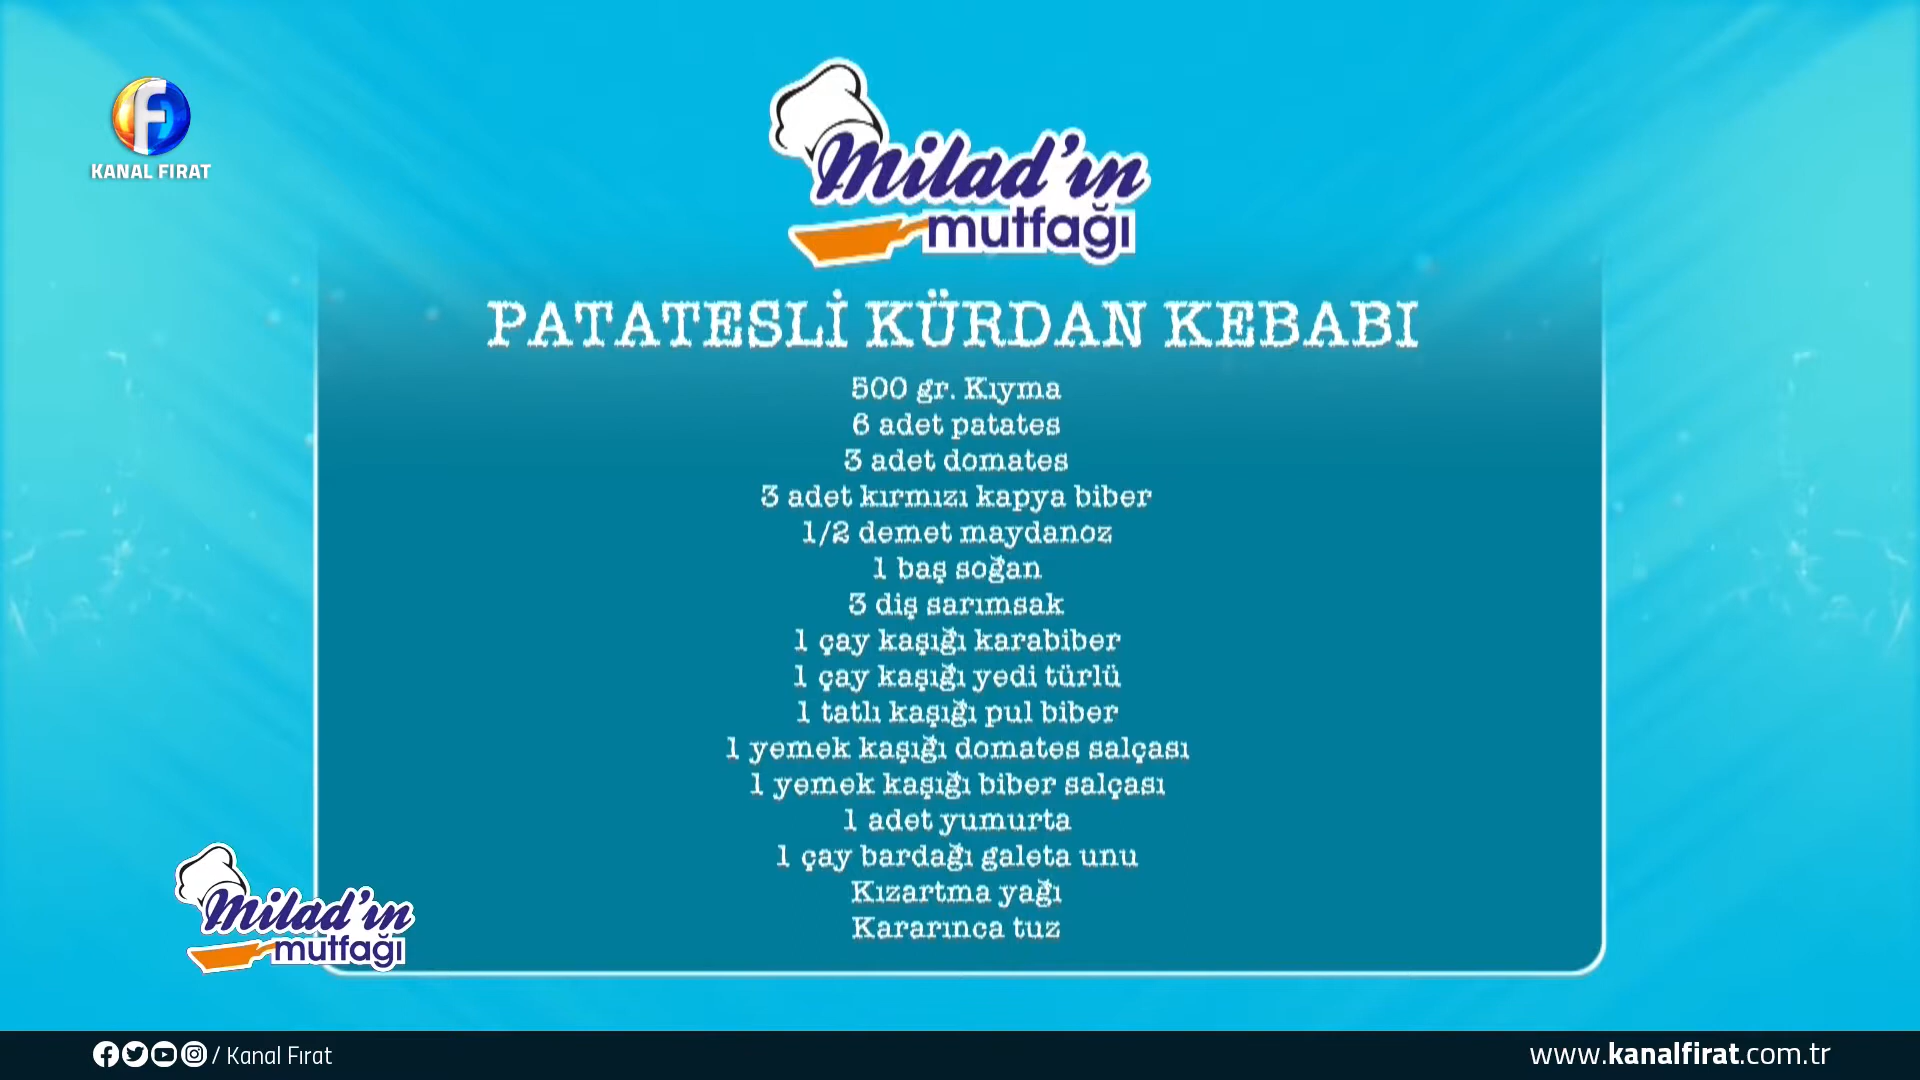 KANAL FIRAT
Milad'ın
mutfağı
PATATESLİ KÜRDAN KEBABI
500 gr. Kıyma
6 adet patates
3 adet domates
3 adet kırmızı kapya biber
1/2 demet maydanoz
1 baş soğan
3 diş sarımsak
1 çay kaşığı karabiber
1 çay kaşığı yedi türlü
1 tatlı kaşığı pul biber
1 yemek kaşığı domates salçası
1 yemek kaşığı biber salçası
1 adet yumurta
1 çay bardağı galeta unu
Kızartma yağı
Kararınca tuz
Milad'ın
mutfağı
/ Kanal Fırat
www.kanalfirat.com.tr